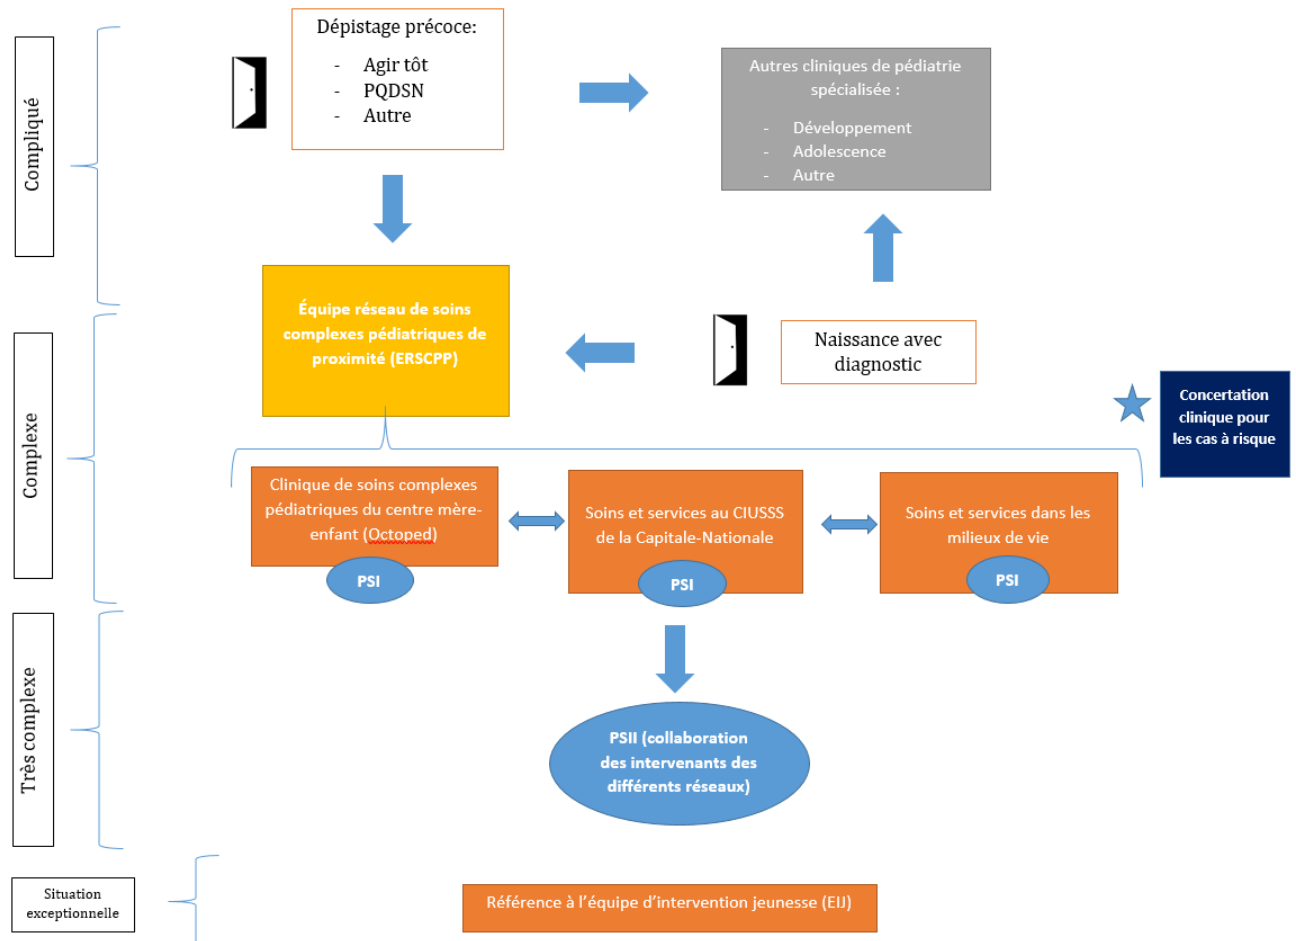 Compliqué
Dépistage précoce:
- Agir tôt
- PQDSN
- Autre
Autres cliniques de pédiatrie
spécialisée :
- Développement
- Adolescence
- Autre
Équipe réseau de soins
complexes pédiatriques de
proximité (ERSCPP)
Naissance avec
diagnostic
Complexe
Concertation
clinique pour
les cas à risque
Clinique de soins complexes
pédiatriques du centre mère-
enfant (Octoped)
PSI
Soins et services au CIUSSS
de la Capitale-Nationale
PSI
Soins et services dans les
milieux de vie
PSI
Très complexe
PSII (collaboration
des intervenants des
différents réseaux)
Situation
exceptionnelle
Référence à l’équipe d’intervention jeunesse (EIJ)